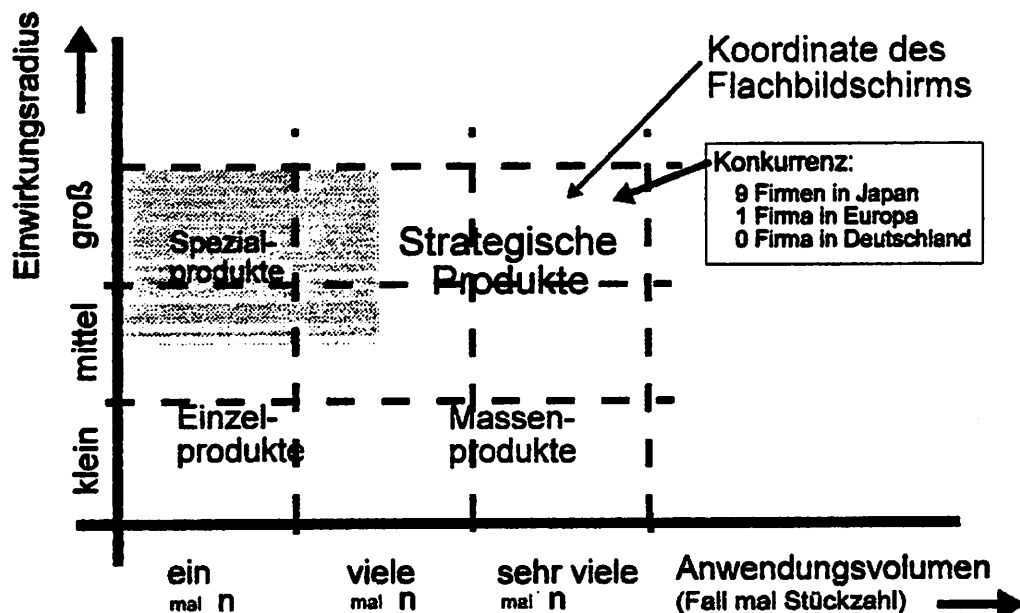 Einwirkungsradius
groß
mittel
klein
Koordinate des
Flachbildschirms
Konkurrenz:
9 Firmen in Japan
1 Firma in Europa
0 Firma in Deutschland
Spezial-
produkte
Strategische
Produkte
Einzel-
produkte
Massen-
produkte
ein
mal n
viele
mal n
sehr viele
mal n
Anwendungsvolumen
(Fall mal Stückzahl)